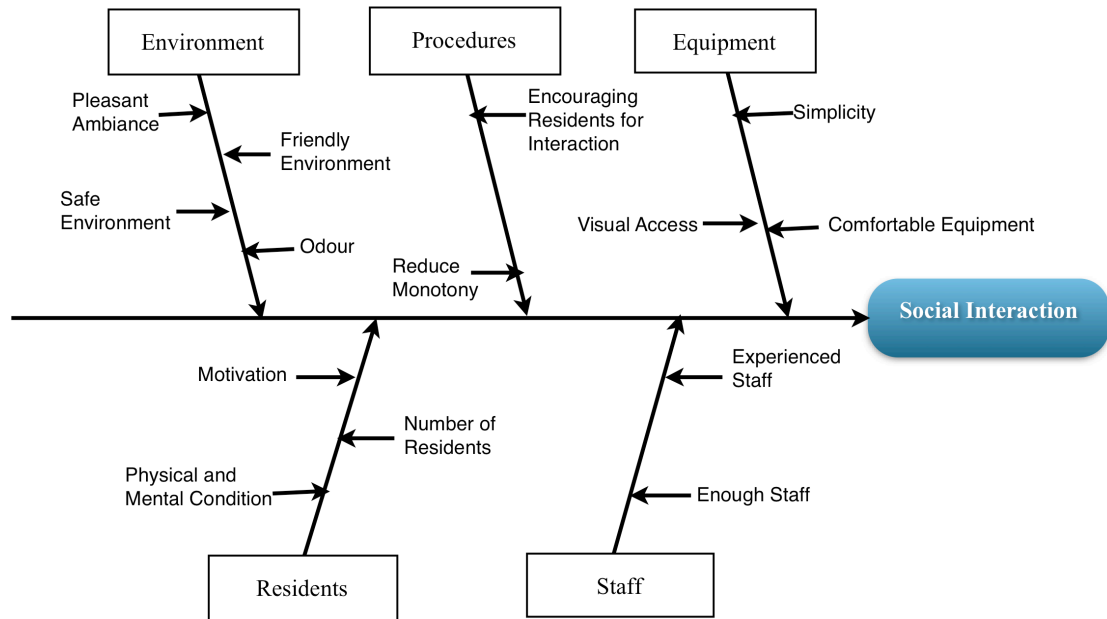 Environment
Procedures
Equipment
Pleasant
Ambiance
Friendly
Environment
Safe
Environment
Odour
Encouraging
Residents for
Interaction
Reduce
Monotony
Simplicity
Visual Access
Comfortable Equipment
Social Interaction
Motivation
Number of
Residents
Physical and
Mental Condition
Experienced
Staff
Enough Staff
Residents
Staff